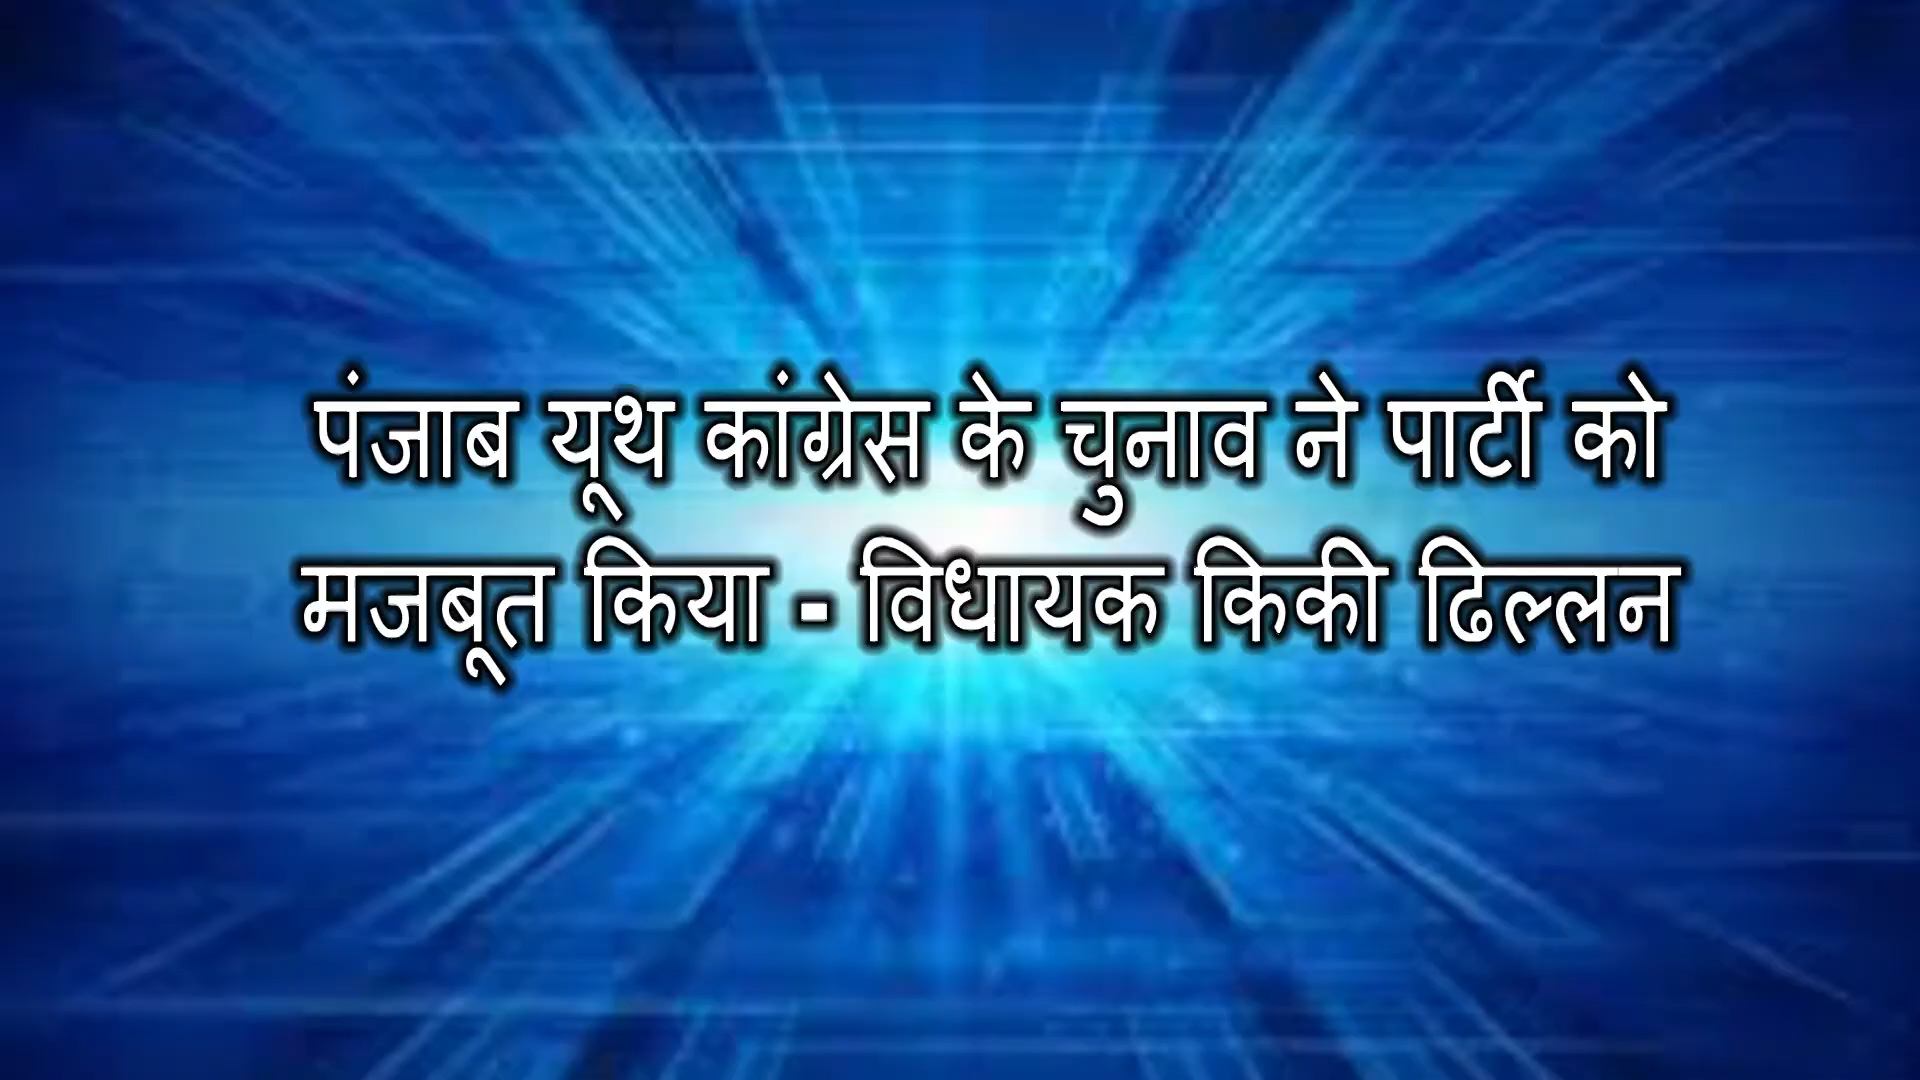 पंजाब यूथ कांग्रेस के चुनाव ने पार्टी को
मजबूत किया - विधायक किकी ढिल्लन